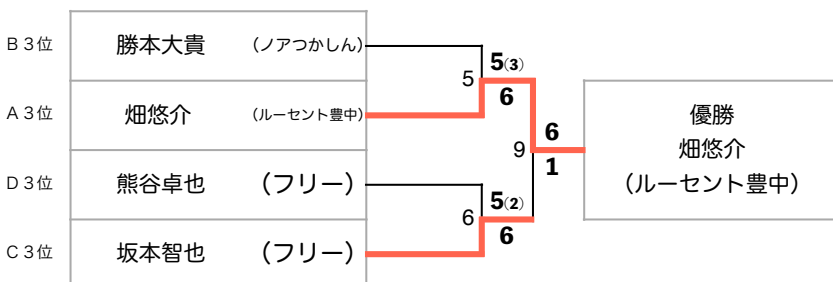 B３位 勝本大貴 （ノアつかしん）
5(3)
5
6
A３位 畑悠介 （ルーセント豊中）
優勝
畑悠介
（ルーセント豊中）
6
9
1
D３位 熊谷卓也 （フリー）
5(2)
6
6
C３位 坂本智也 （フリー）